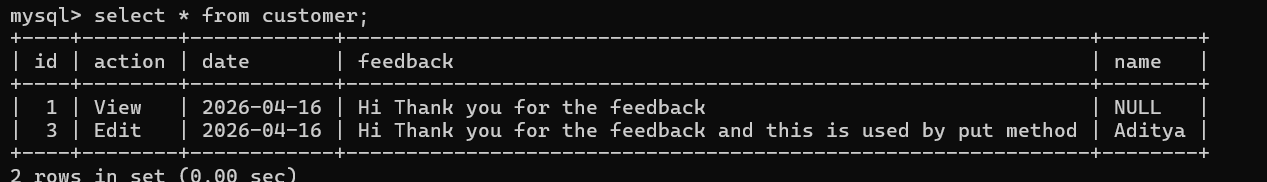 mysql> select * from customer;
+----+--------+------------+---------------------------------------------------------------------+--------+
| id | action | date       | feedback                                                            | name   |
+----+--------+------------+---------------------------------------------------------------------+--------+
|  1 | View   | 2026-04-16 | Hi Thank you for the feedback                                       | NULL   |
|  3 | Edit   | 2026-04-16 | Hi Thank you for the feedback and this is used by put method | Aditya |
+----+--------+------------+---------------------------------------------------------------------+--------+
2 rows in set (0.00 sec)